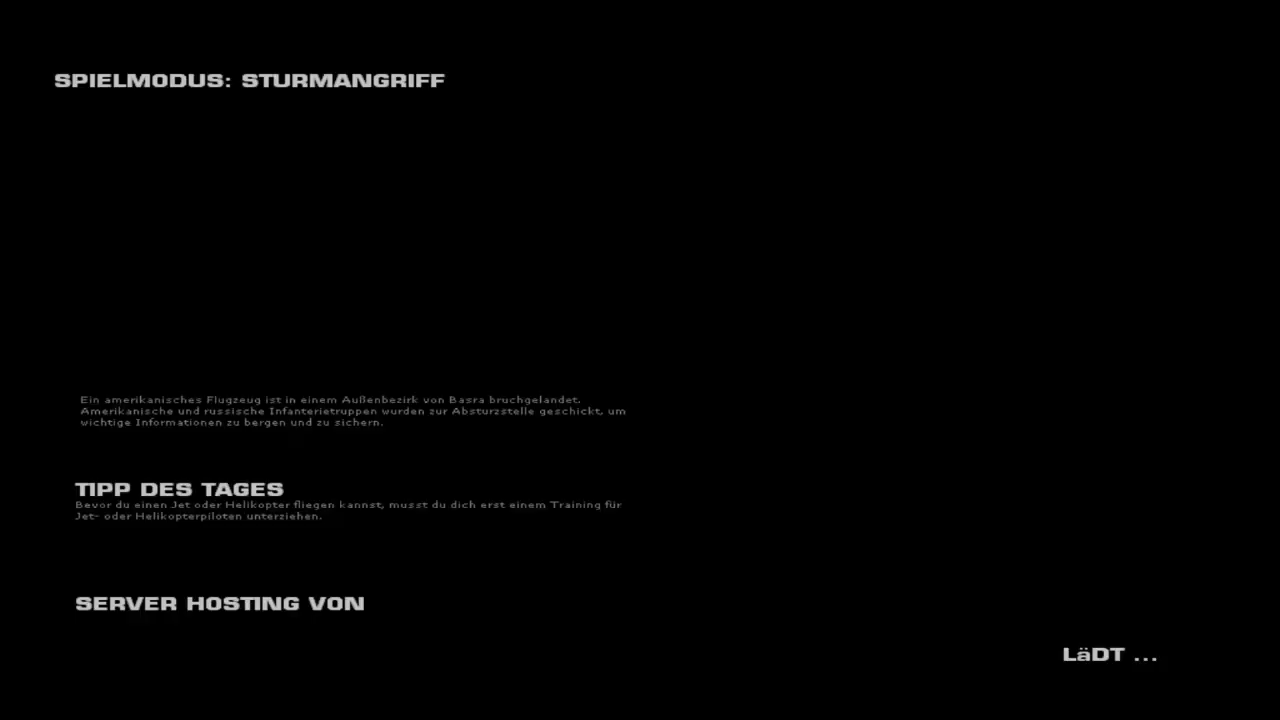 SPIELMODUS: STURMANGRIFF
Ein amerikanisches Flugzeug ist in einem Außenbezirk von Basra bruchgelandet.
Amerikanische und russische Infanterietruppen wurden zur Absturzstelle geschickt, um
wichtige Informationen zu bergen und zu sichern.
TIPP DES TAGES
Bevor du einen Jet oder Helikopter fliegen kannst, musst du dich erst einem Training für
Jet- oder Helikopterpiloten unterziehen.
SERVER HOSTING VON
LäDT ...